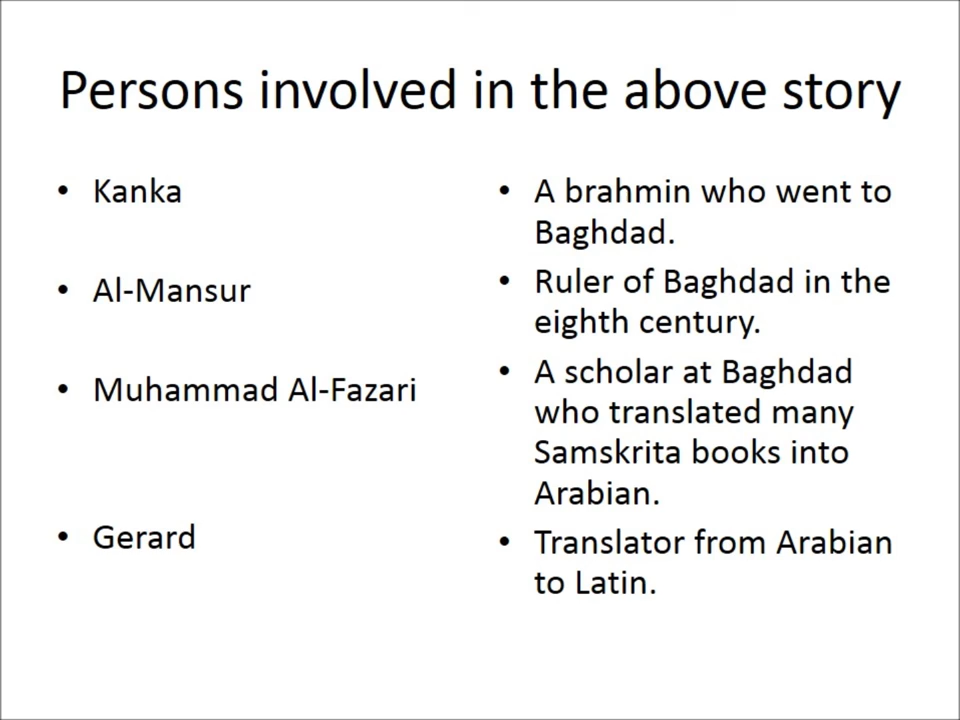 Persons involved in the above story
• Kanka
• A brahmin who went to
Baghdad.
• Al-Mansur
• Ruler of Baghdad in the
eighth century.
• Muhammad Al-Fazari
• A scholar at Baghdad
who translated many
Samskrita books into
Arabian.
• Gerard
• Translator from Arabian
to Latin.